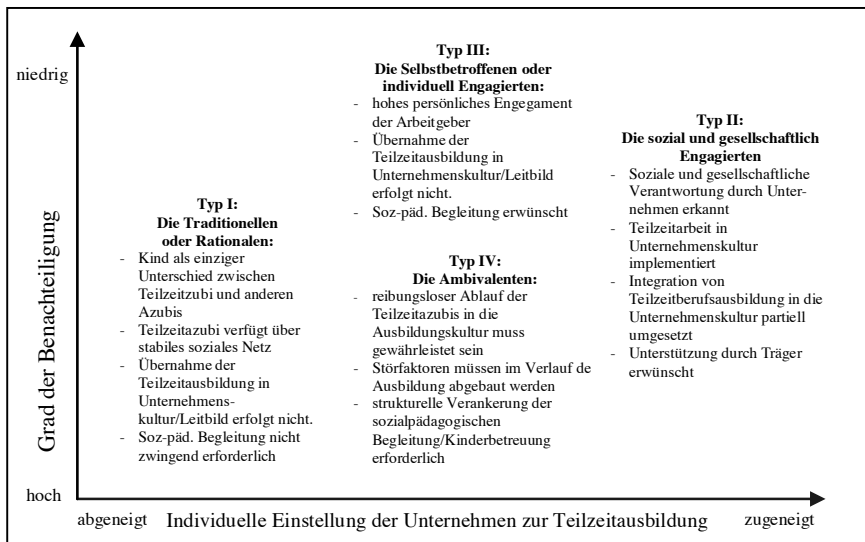 niedrig
Grad der Benachteiligung
hoch
Typ I:
Die Traditionellen
oder Rationalen:
- Kind als einziger
Unterschied zwischen
Teilzeitzubi und anderen
Azubis
- Teilzeitazubi verfügt über
stabiles soziales Netz
- Übernahme der
Teilzeitausbildung in
Unternehmens-
kultur/Leitbild erfolgt nicht.
- Soz-päd. Begleitung nicht
zwingend erforderlich
Typ III:
Die Selbstbetroffenen oder
individuell Engagierten:
- hohes persönliches Engegament
der Arbeitgeber
- Übernahme der
Teilzeitausbildung in
Unternehmenskultur/Leitbild
erfolgt nicht.
- Soz-päd. Begleitung erwünscht
Typ IV:
Die Ambivalenten:
- reibungsloser Ablauf der
Teilzeitazubis in die
Ausbildungskultur muss
gewährleistet sein
- Störfaktoren müssen im Verlauf de
Ausbildung abgebaut werden
- strukturelle Verankerung der
sozialpädagogischen
Begleitung/Kinderbetreuung
erforderlich
Typ II:
Die sozial und gesellschaftlich
Engagierten
- Soziale und gesellschaftliche
Verantwortung durch Unter-
nehmen erkannt
- Teilzeitarbeit in
Unternehmenskultur
implementiert
- Integration von
Teilzeitberufsausbildung in die
Unternehmenskultur partiell
umgesetzt
- Unterstützung durch Träger
erwünscht
abgeneigt
Individuelle Einstellung der Unternehmen zur Teilzeitausbildung
zugeneigt